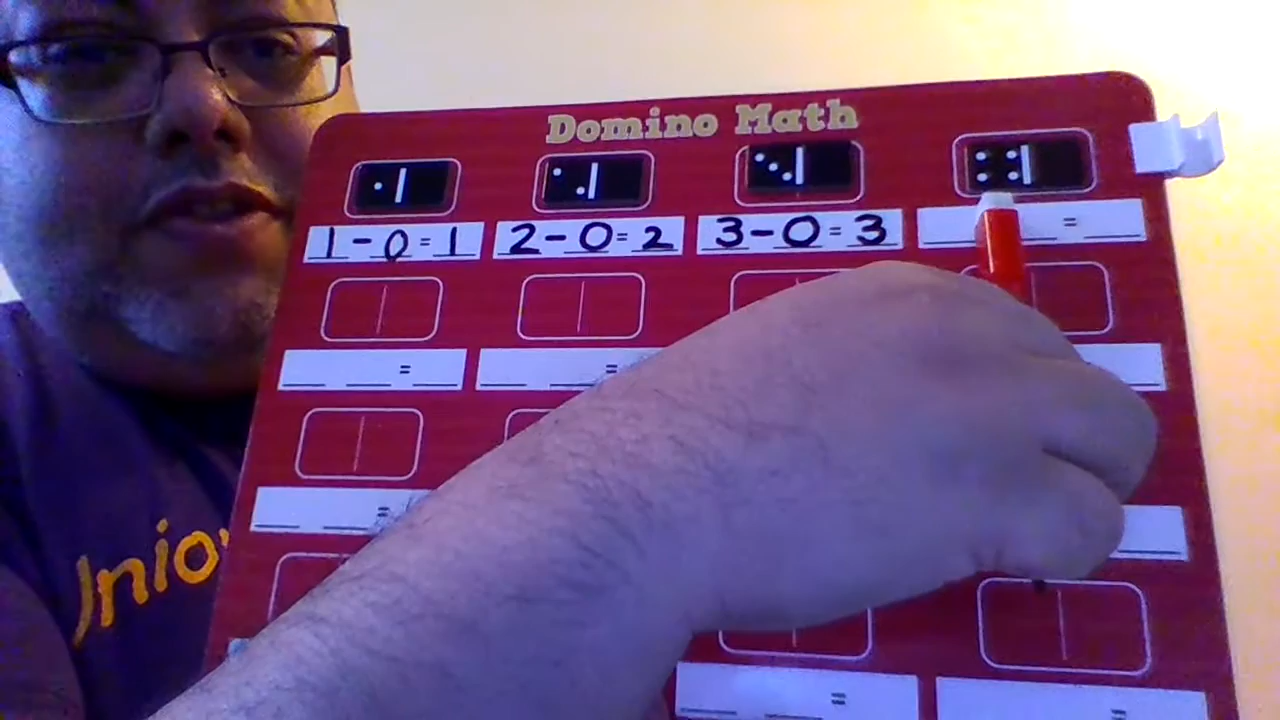 Domino Math
1-0=1 2-0=2 3-0=3 =
= =
=
= =
Unio